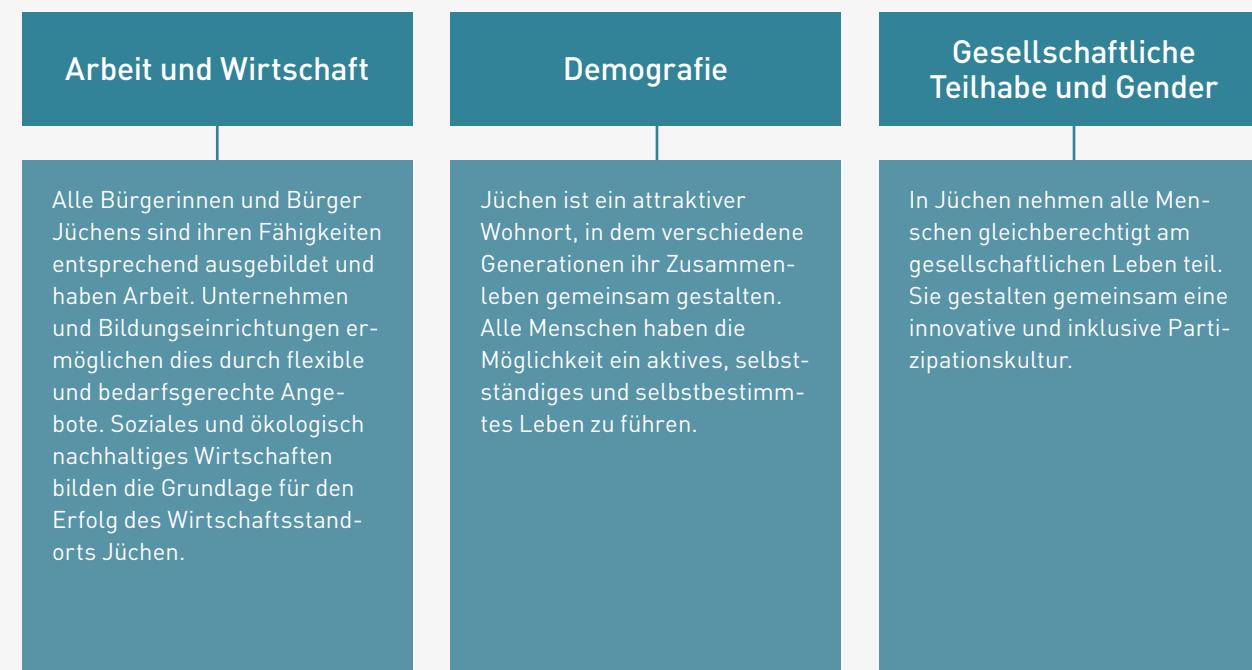 Arbeit und Wirtschaft
Alle Bürgerinnen und Bürger
Jüchens sind ihren Fähigkeiten
entsprechend ausgebildet und
haben Arbeit. Unternehmen
und Bildungseinrichtungen er-
möglichen dies durch flexible
und bedarfsgerechte Ange-
bote. Soziales und ökologisch
nachhaltiges Wirtschaften
bilden die Grundlage für den
Erfolg des Wirtschaftsstand-
orts Jüchen.
Demografie
Jüchen ist ein attraktiver
Wohnort, in dem verschiedene
Generationen ihr Zusammen-
leben gemeinsam gestalten.
Alle Menschen haben die
Möglichkeit ein aktives, selbst-
ständiges und selbstbestimm-
tes Leben zu führen.
Gesellschaftliche
Teilhabe und Gender
In Jüchen nehmen alle Men-
schen gleichberechtigt am
gesellschaftlichen Leben teil.
Sie gestalten gemeinsam eine
innovative und inklusive Parti-
zipationskultur.